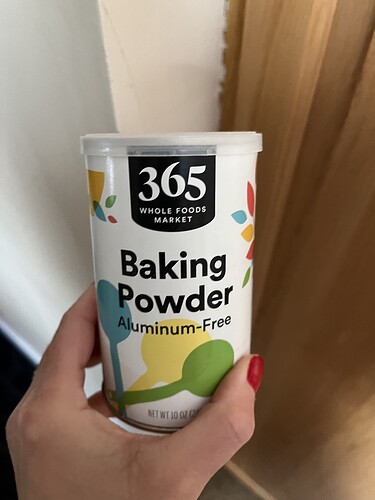 365
WHOLE FOODS
MARKET
Baking
Powder
Aluminum-Free
NET WT 10 OZ